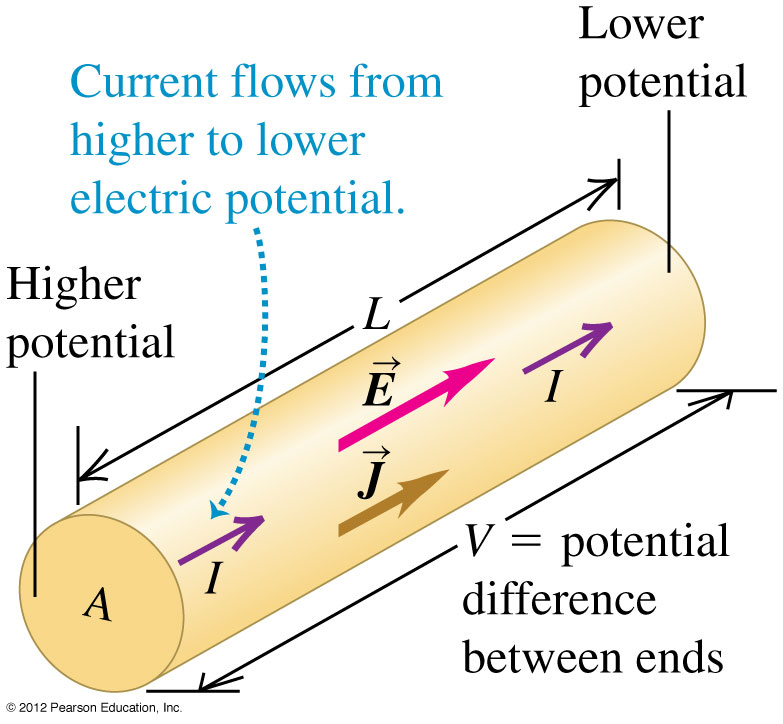 Lower
potential
Current flows from
higher to lower
electric potential.
Higher
potential
L
E
I
J
I
A
V = potential
difference
between ends
© 2012 Pearson Education, Inc.